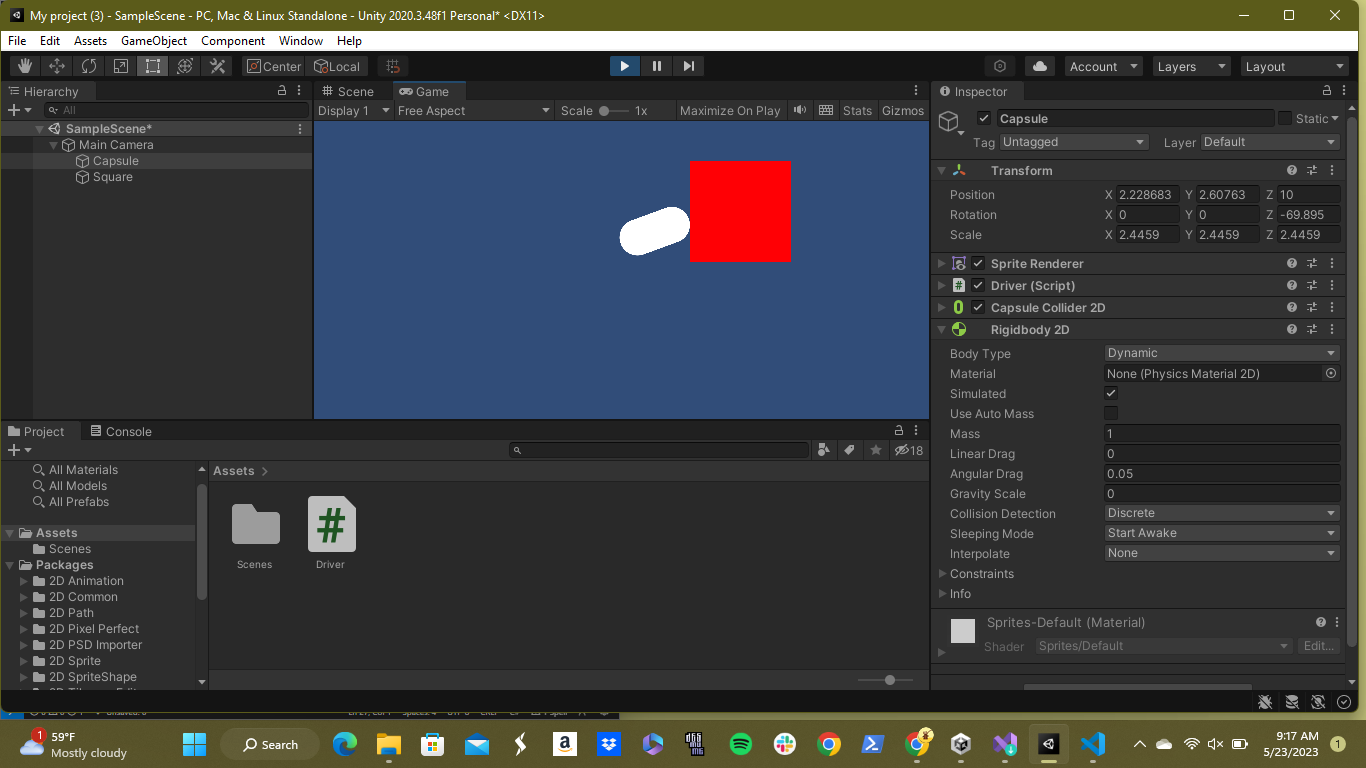 My project (3) - SampleScene - PC, Mac & Linux Standalone - Unity 2020.3.48f1 Personal* <DX11>
File Edit Assets GameObject Component Window Help
Center Local Account Layers Layout
Hierarchy
All
SampleScene*
Main Camera
Capsule
Square
Scene Game
Display 1 Free Aspect Scale 1x Maximize On Play Stats Gizmos
Inspector
Capsule Static
Tag Untagged Layer Default
Transform
Position X 2.228683 Y 2.60763 Z 10
Rotation X 0 Y 0 Z -69.895
Scale X 2.4459 Y 2.4459 Z 2.4459
Sprite Renderer
# Driver (Script)
Capsule Collider 2D
Rigidbody 2D
Body Type Dynamic
Material None (Physics Material 2D)
Simulated
Use Auto Mass
Mass 1
Linear Drag 0
Angular Drag 0.05
Gravity Scale 0
Collision Detection Discrete
Sleeping Mode Start Awake
Interpolate None
Constraints
Info
Sprites-Default (Material)
Shader Sprites/Default Edit...
Project Console
18
All Materials
All Models
All Prefabs
Assets
Scenes
Packages
2D Animation
2D Common
2D Path
2D Pixel Perfect
2D PSD Importer
2D Sprite
2D SpriteShape
Assets
#
Scenes Driver
1
59°F
Mostly cloudy
Search
a
9:17 AM
5/23/2023
1